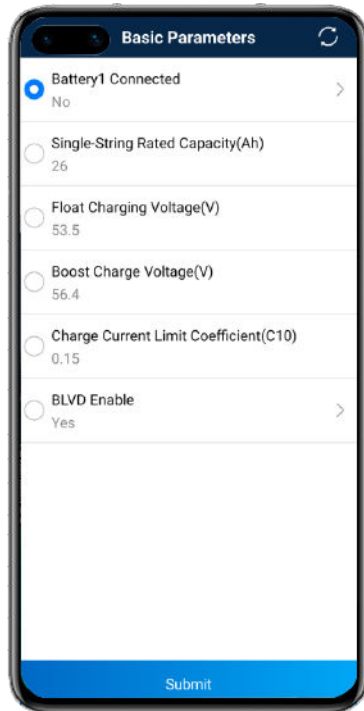 Basic Parameters
Battery1 Connected
No
Single-String Rated Capacity(Ah)
26
Float Charging Voltage(V)
53.5
Boost Charge Voltage(V)
56.4
Charge Current Limit Coefficient(C10)
0.15
BLVD Enable
Yes
Submit